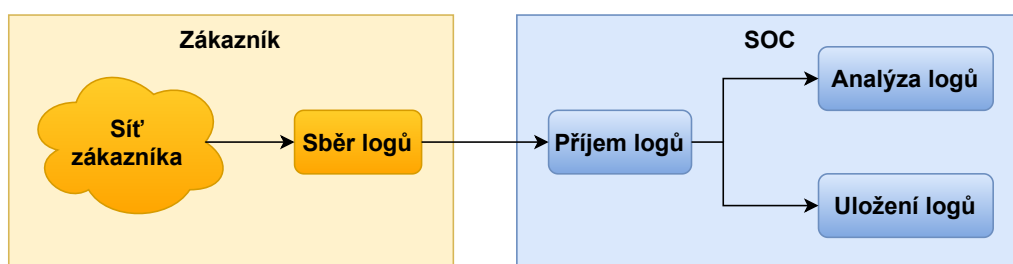 Zákazník
Síť
zákazníka
Sběr logů
SOC
Příjem logů
Analýza logů
Uložení logů